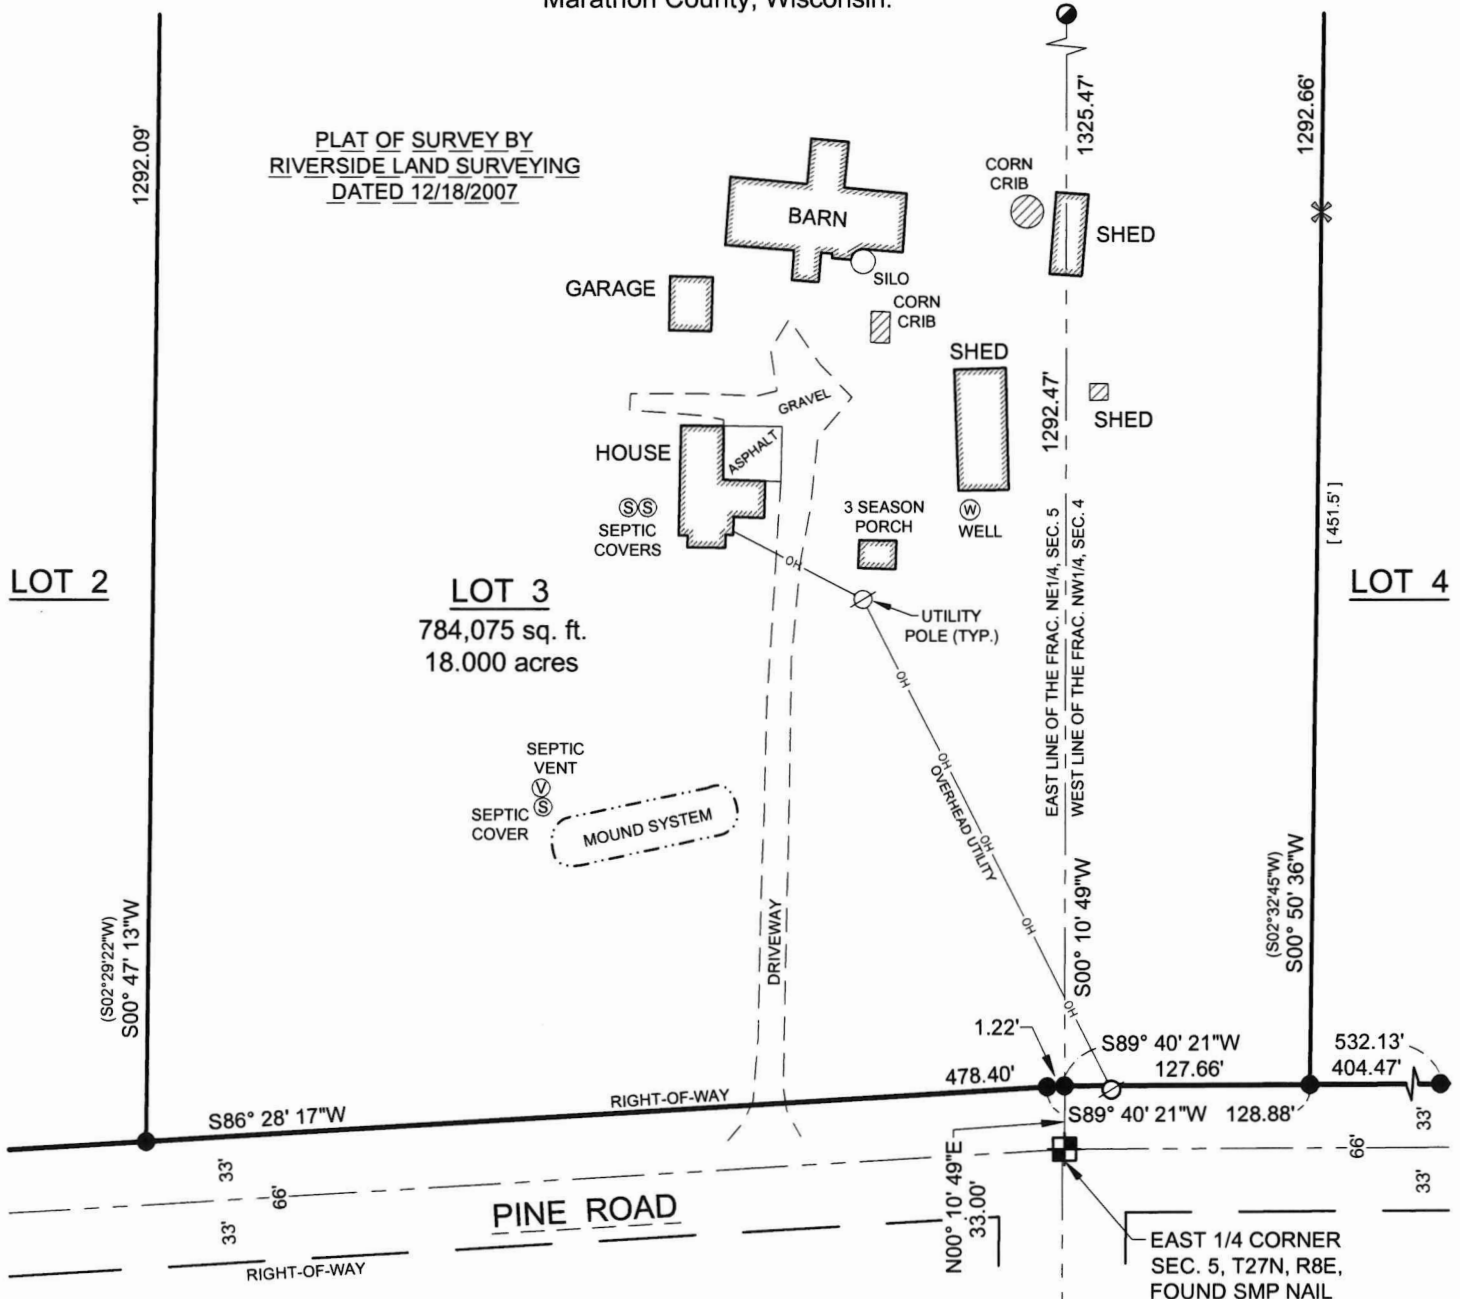 Marathon County, Wisconsin.
1292.09'
PLAT OF SURVEY BY
RIVERSIDE LAND SURVEYING
DATED 12/18/2007
1325.47'
1292.66'
CORN
CRIB
BARN
SHED
SILO
GARAGE
CORN
CRIB
SHED
GRAVEL
SHED
1292.47'
HOUSE
ASPHALT
S S
SEPTIC
COVERS
3 SEASON
PORCH
W
WELL
[ 451.5' ]
OH
LOT 2
LOT 3
784,075 sq. ft.
18.000 acres
UTILITY
POLE (TYP.)
LOT 4
EAST LINE OF THE FRAC. NE1/4, SEC. 5
WEST LINE OF THE FRAC. NW1/4, SEC. 4
OH
SEPTIC
VENT
V
S
SEPTIC
COVER
MOUND SYSTEM
OH
OVERHEAD UTILITY
OH
OH
OH
DRIVEWAY
(S02°29'22"W)
S00° 47' 13"W
S00° 10' 49"W
(S02°32'45"W)
S00° 50' 36"W
1.22'
S89° 40' 21"W
532.13'
478.40'
127.66'
404.47'
RIGHT-OF-WAY
S86° 28' 17"W
S89° 40' 21"W 128.88'
33'
33'
66'
66'
33'
33'
N00° 10' 49"E
33.00'
PINE ROAD
RIGHT-OF-WAY
EAST 1/4 CORNER
SEC. 5, T27N, R8E,
FOUND SMP NAIL